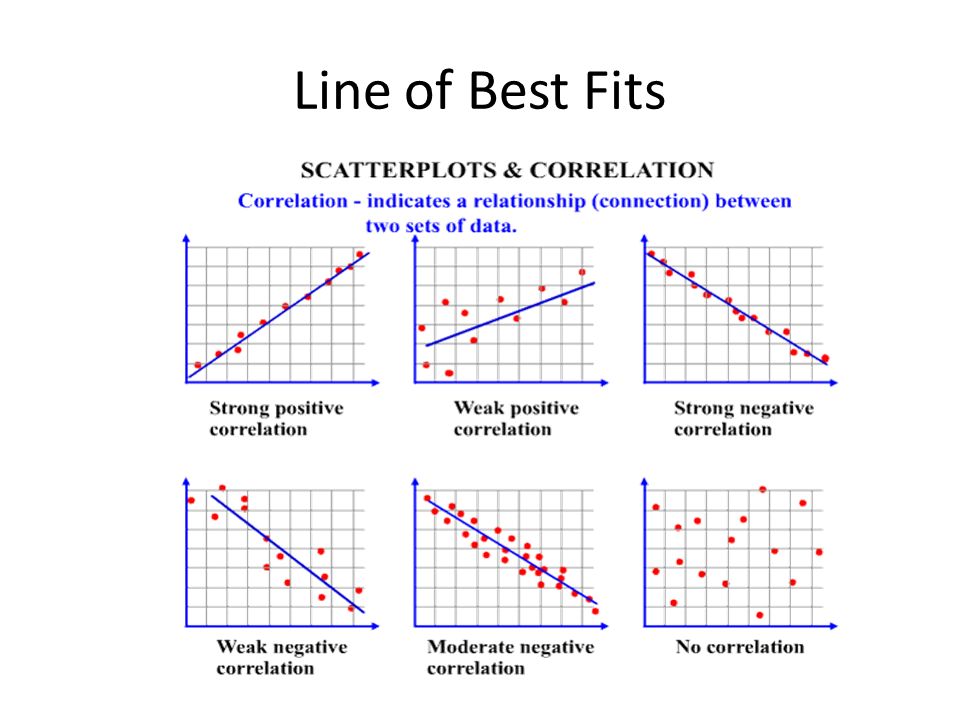 Line of Best Fits
SCATTERPLOTS & CORRELATION
Correlation - indicates a relationship (connection) between
two sets of data.
Strong positive
correlation
Weak positive
correlation
Strong negative
correlation
Weak negative
correlation
Moderate negative
correlation
No correlation